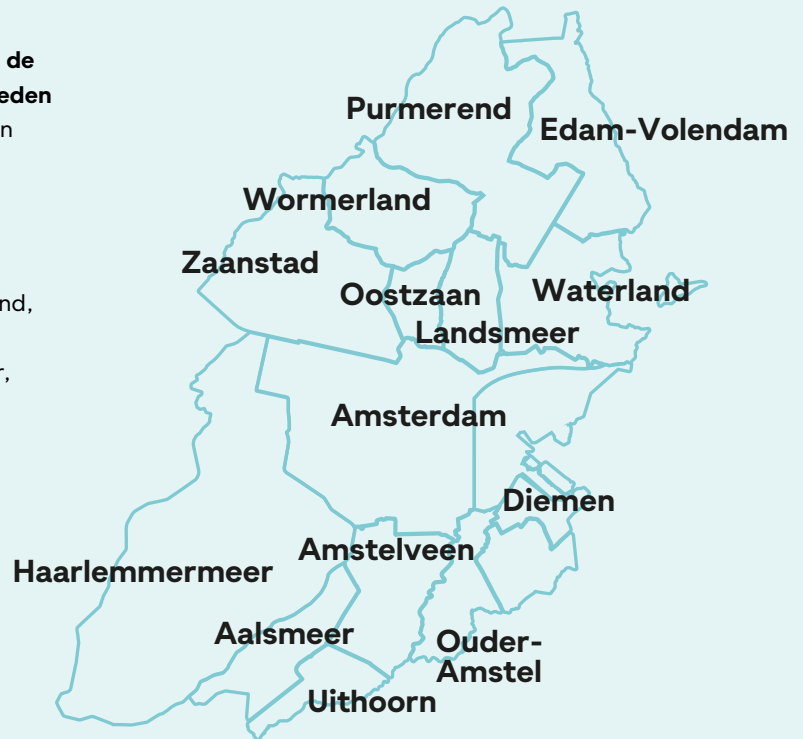 de
eden
n
nd,
r,
Purmerend
Edam-Volendam
Wormerland
Zaanstad
Oostzaan
Waterland
Landsmeer
Amsterdam
Diemen
Amstelveen
Haarlemmermeer
Aalsmeer
Ouder-
Amstel
Uithoorn